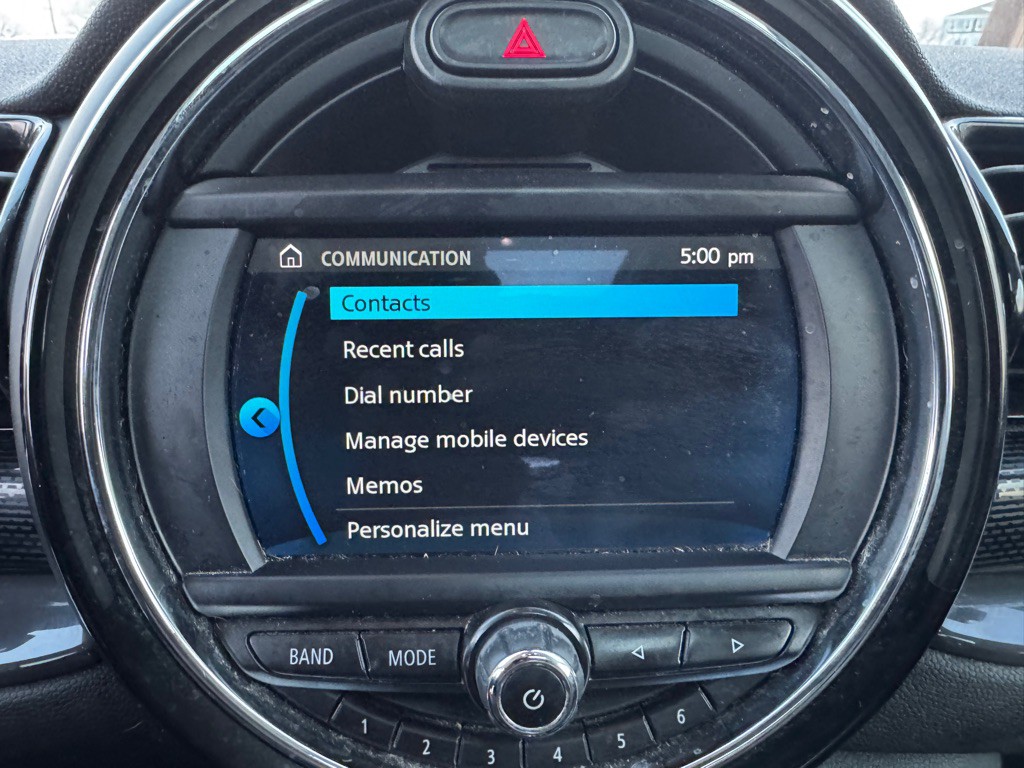 COMMUNICATION 5:00 pm
Contacts
Recent calls
Dial number
Manage mobile devices
Memos
Personalize menu
BAND MODE
1 2 3 4 5 6